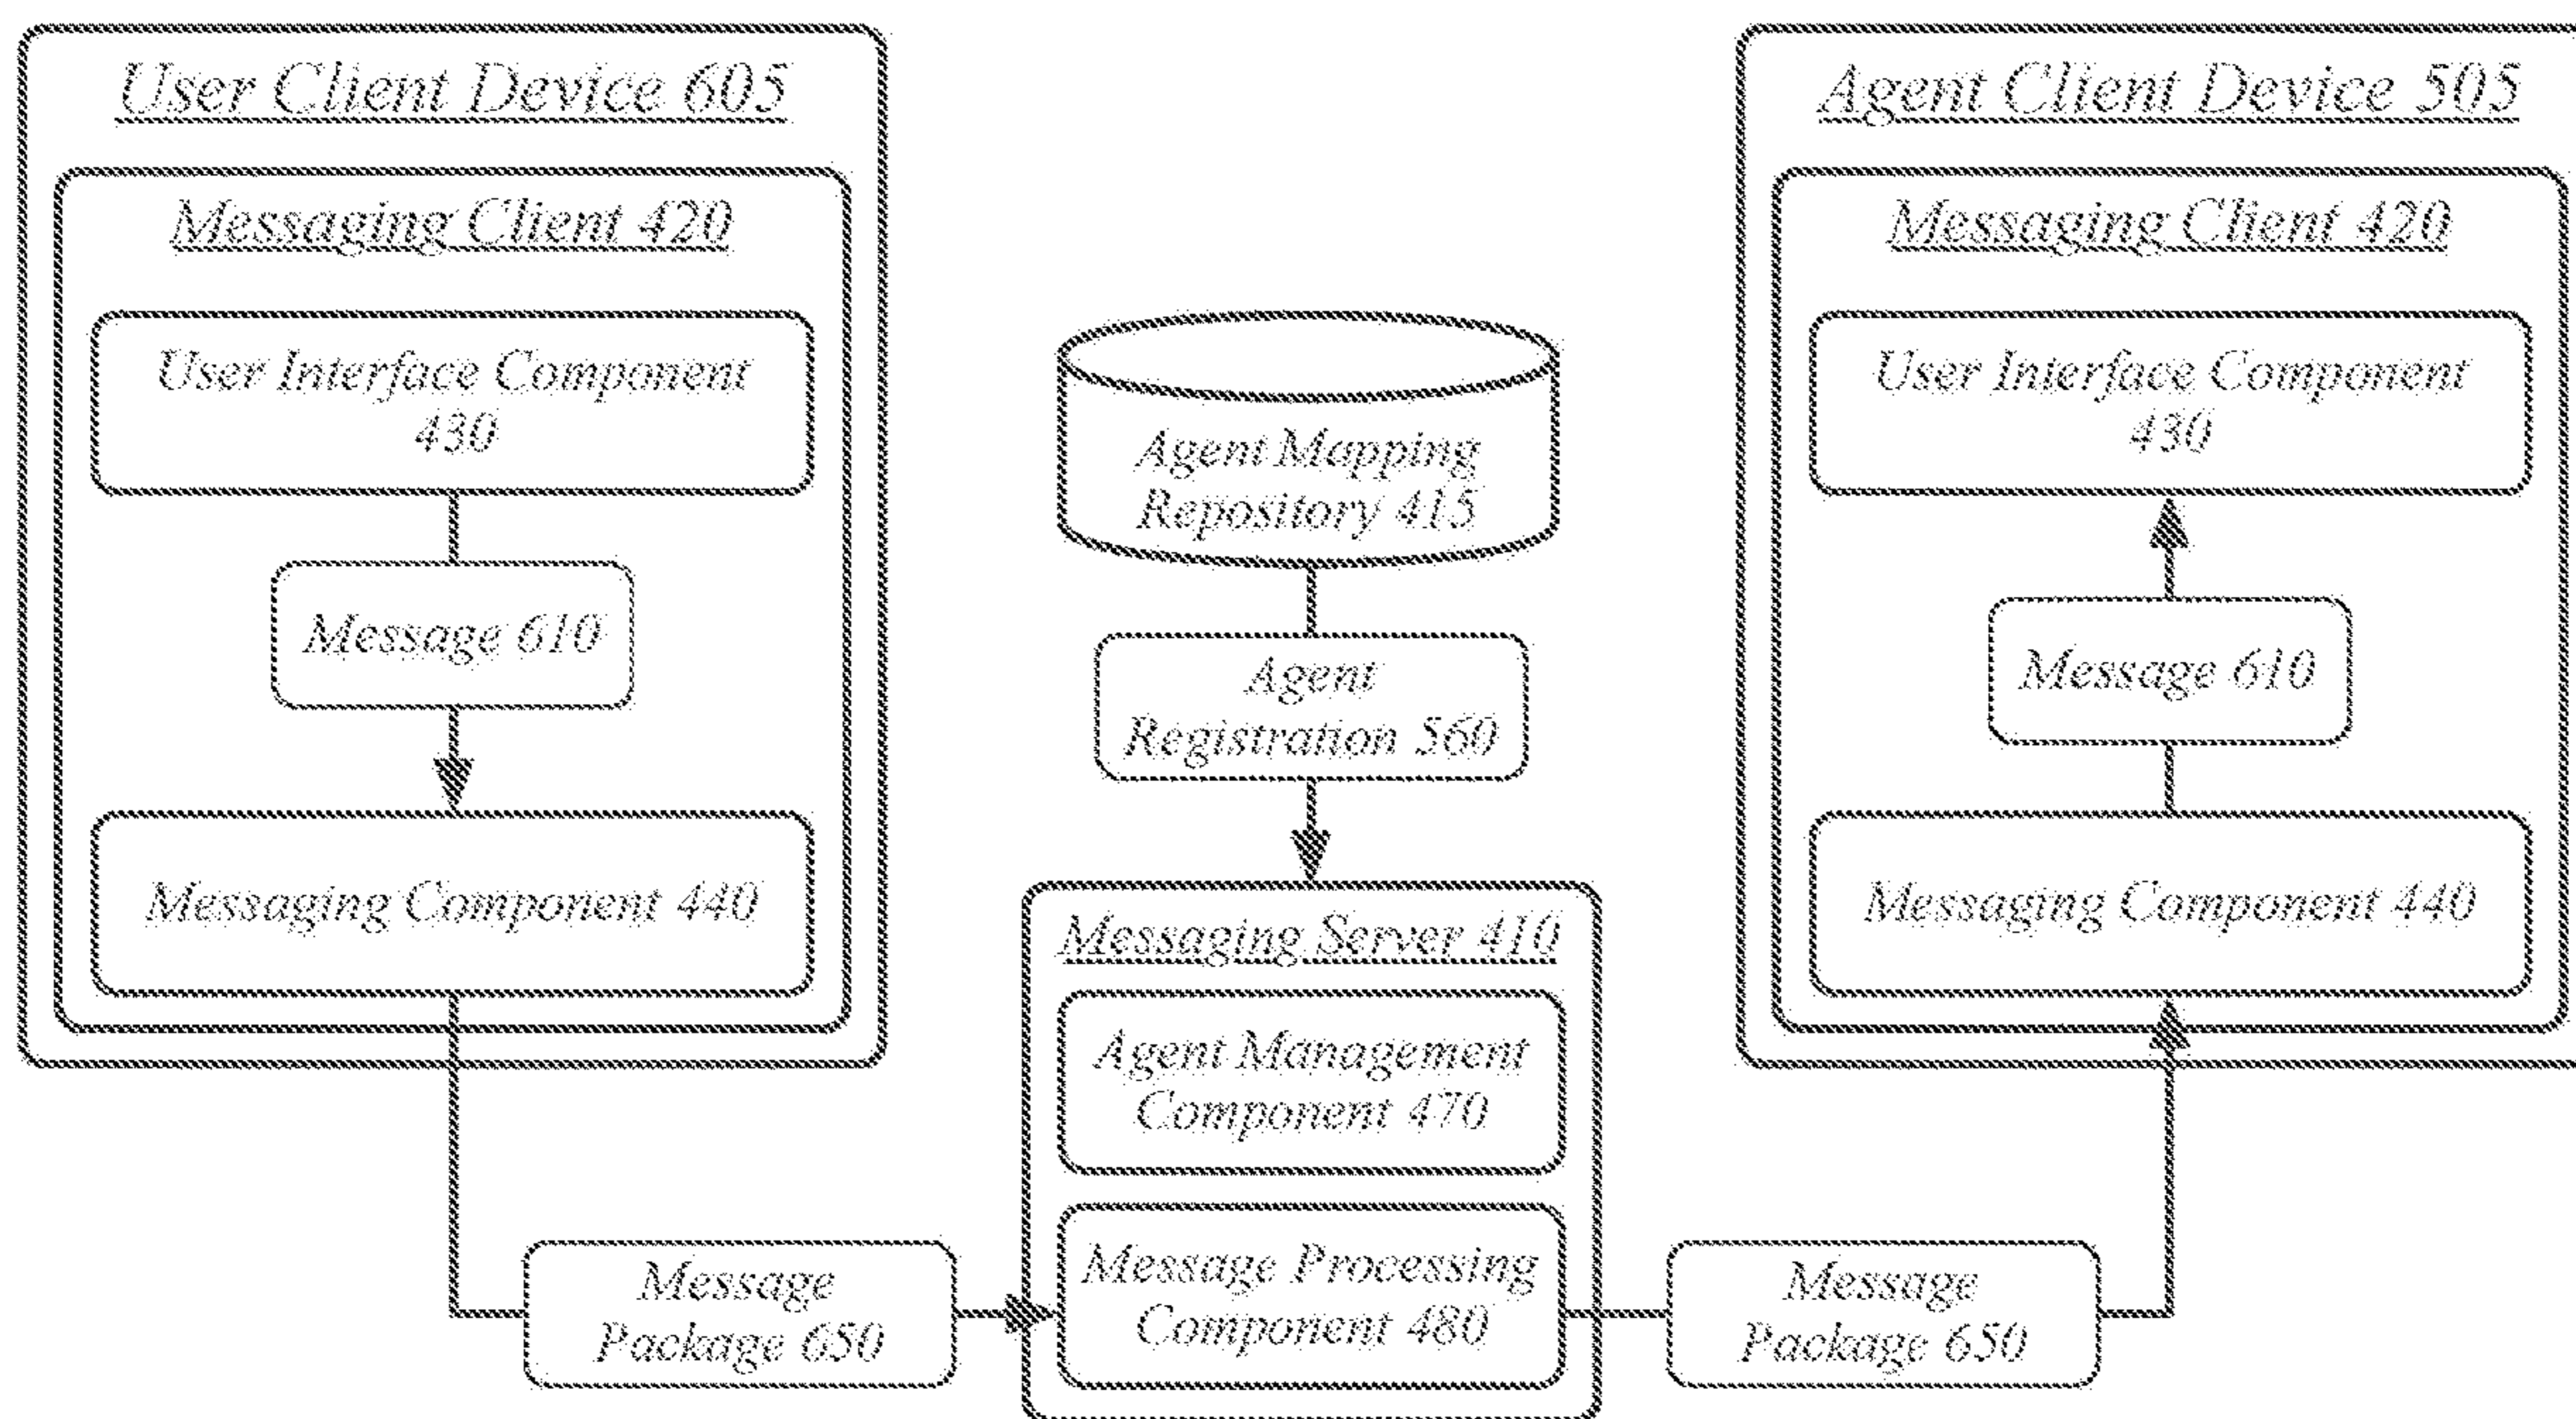 User Client Device 605
Messaging Client 420
User Interface Component
430
Message 610
Messaging Component 440
Message
Package 650
Agent Mapping
Repository 415
Agent
Registration 560
Messaging Server 410
Agent Management
Component 470
Message Processing
Component 480
Agent Client Device 505
Messaging Client 420
User Interface Component
430
Message 610
Messaging Component 440
Message
Package 650